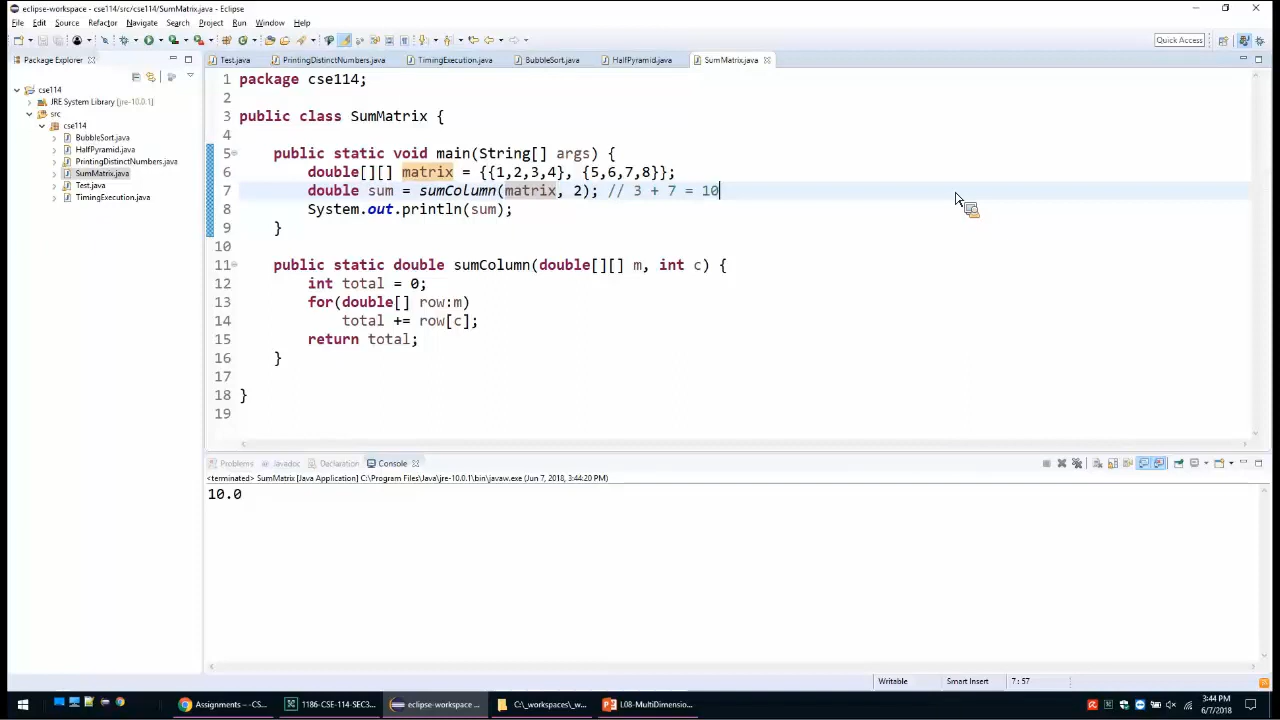 eclipse-workspace - cse114/src/cse114/SumMatrix.java - Eclipse
File Edit Source Refactor Navigate Search Project Run Window Help
Quick Access
Package Explorer
Test.java PrintingDistinctNumbers.java TimingExecution.java BubbleSort.java HalfPyramid.java SumMatrix.java
cse114
JRE System Library [jre-10.0.1]
src
cse114
BubbleSort.java
HalfPyramid.java
PrintingDistinctNumbers.java
SumMatrix.java
Test.java
TimingExecution.java
1 package cse114;
2
3 public class SumMatrix {
4
5 public static void main(String[] args) {
6 double[][] matrix = {{1,2,3,4}, {5,6,7,8}};
7 double sum = sumColumn(matrix, 2); // 3 + 7 = 10
8 System.out.println(sum);
9 }
10
11 public static double sumColumn(double[][] m, int c) {
12 int total = 0;
13 for(double[] row:m)
14 total += row[c];
15 return total;
16 }
17
18 }
19
Problems Javadoc Declaration Console
<terminated> SumMatrix [Java Application] C:\Program Files\Java\jre-10.0.1\bin\javaw.exe (Jun 7, 2018, 3:44:20 PM)
10.0
Writable Smart Insert 7 : 57
Assignments – CS... 1186-CSE-114-SEC3... eclipse-workspace ... C:\_workspaces\_w... L08-MultiDimensio...
3:44 PM
6/7/2018